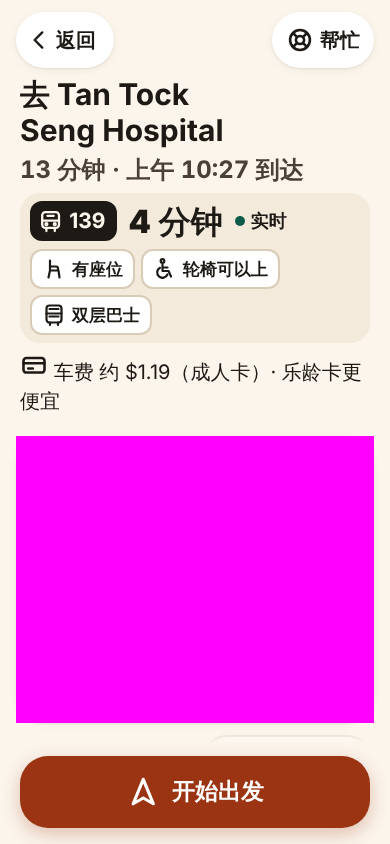 返回
帮忙
去 Tan Tock
Seng Hospital
13 分钟 · 上午 10:27 到达
139
4 分钟
实时
有座位
轮椅可以上
双层巴士
车费 约 $1.19（成人卡）· 乐龄卡更
便宜
开始出发